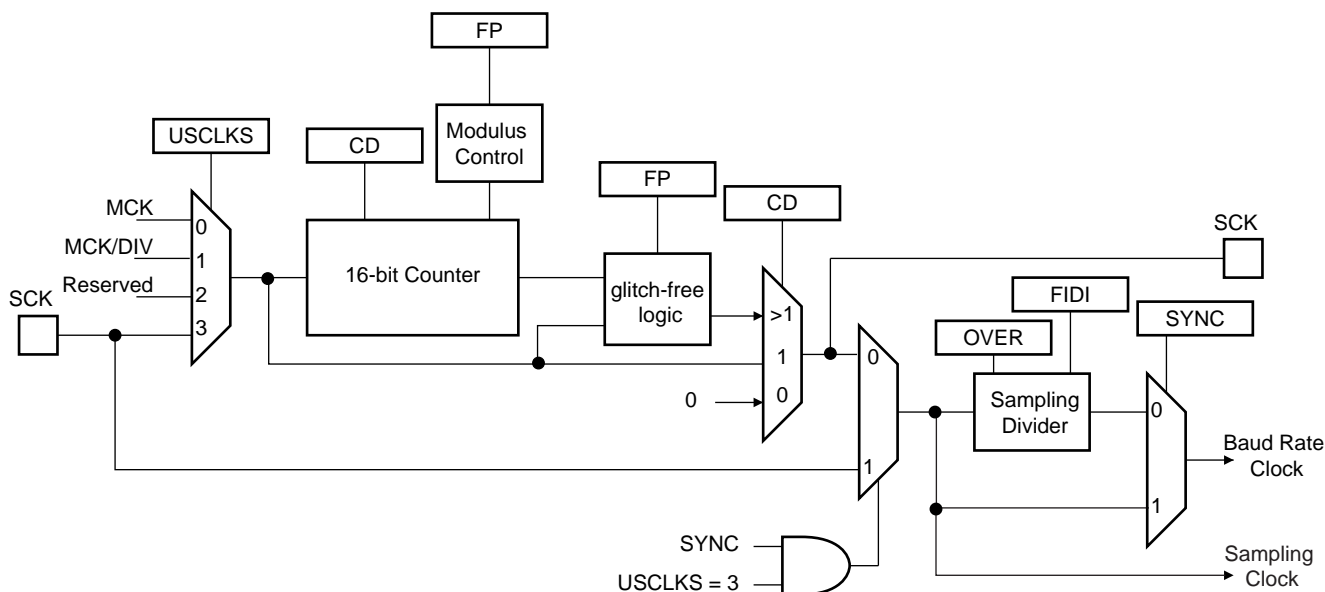 FP
USCLKS
CD
Modulus
Control
FP
CD
MCK
0
MCK/DIV
1
Reserved
2
SCK
3
16-bit Counter
glitch-free
logic
>1
1
0
0
SCK
FIDI
OVER
SYNC
0
1
Sampling
Divider
0
1
Baud Rate
Clock
SYNC
USCLKS = 3
Sampling
Clock